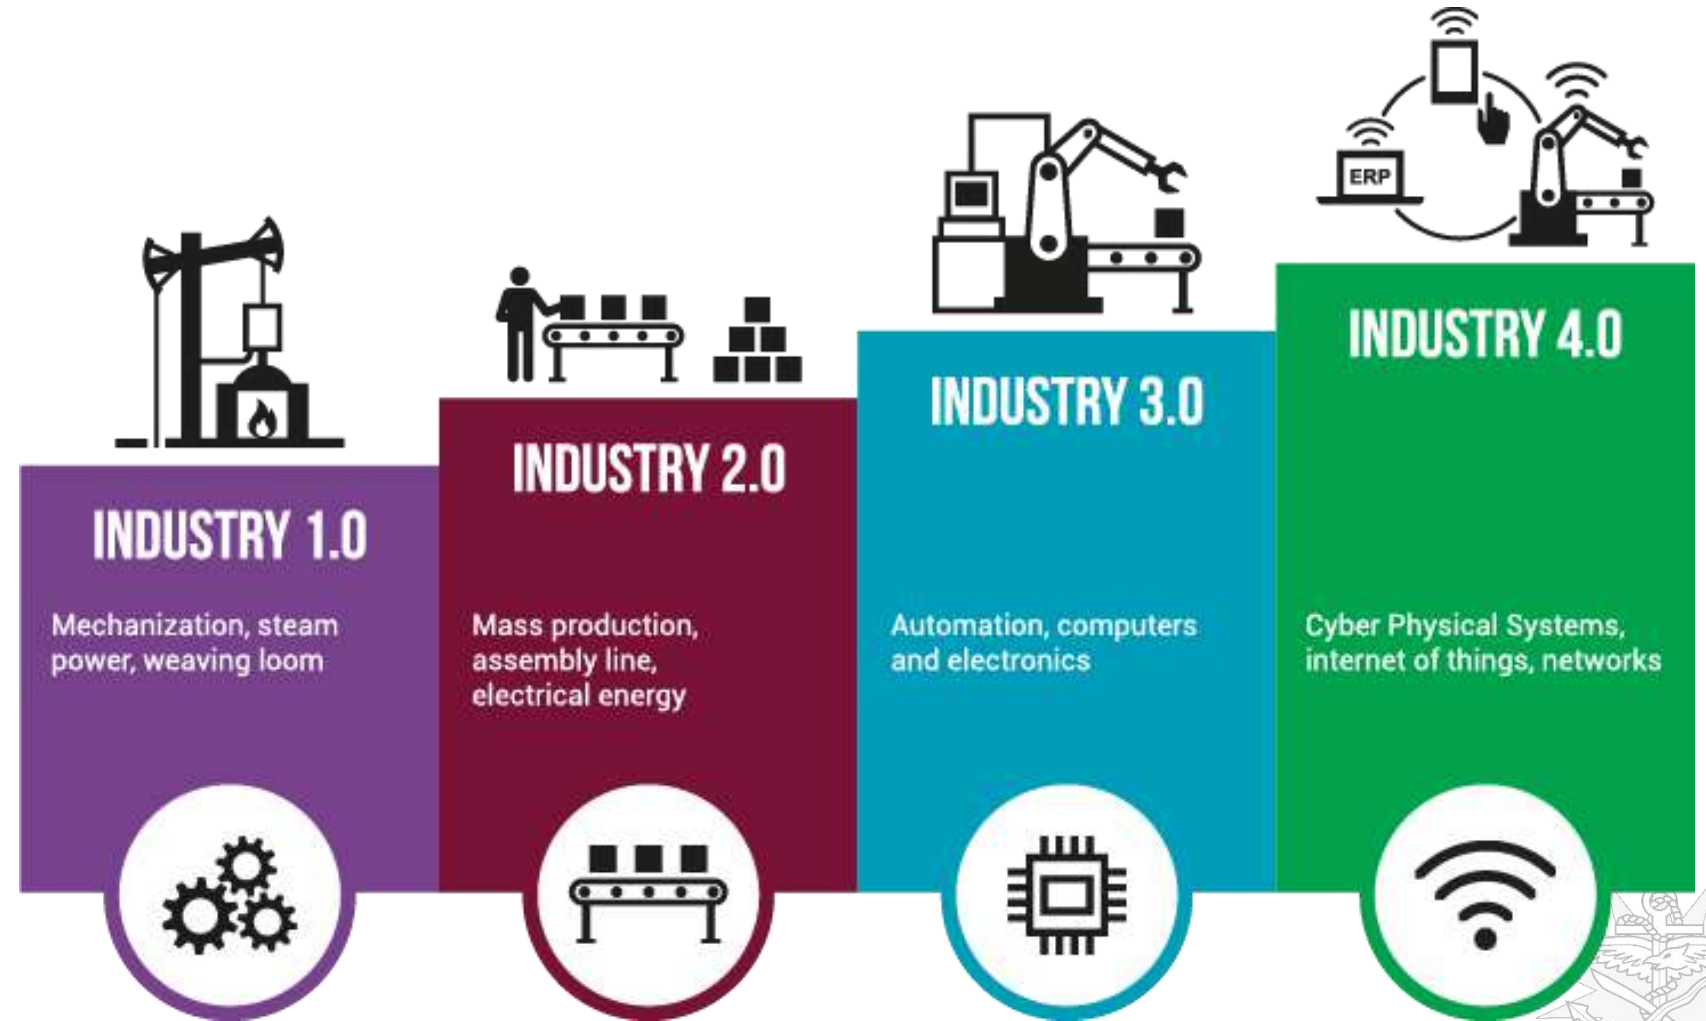 ERP
INDUSTRY 1.0
Mechanization, steam
power, weaving loom
INDUSTRY 2.0
Mass production,
assembly line,
electrical energy
INDUSTRY 3.0
Automation, computers
and electronics
INDUSTRY 4.0
Cyber Physical Systems,
internet of things, networks